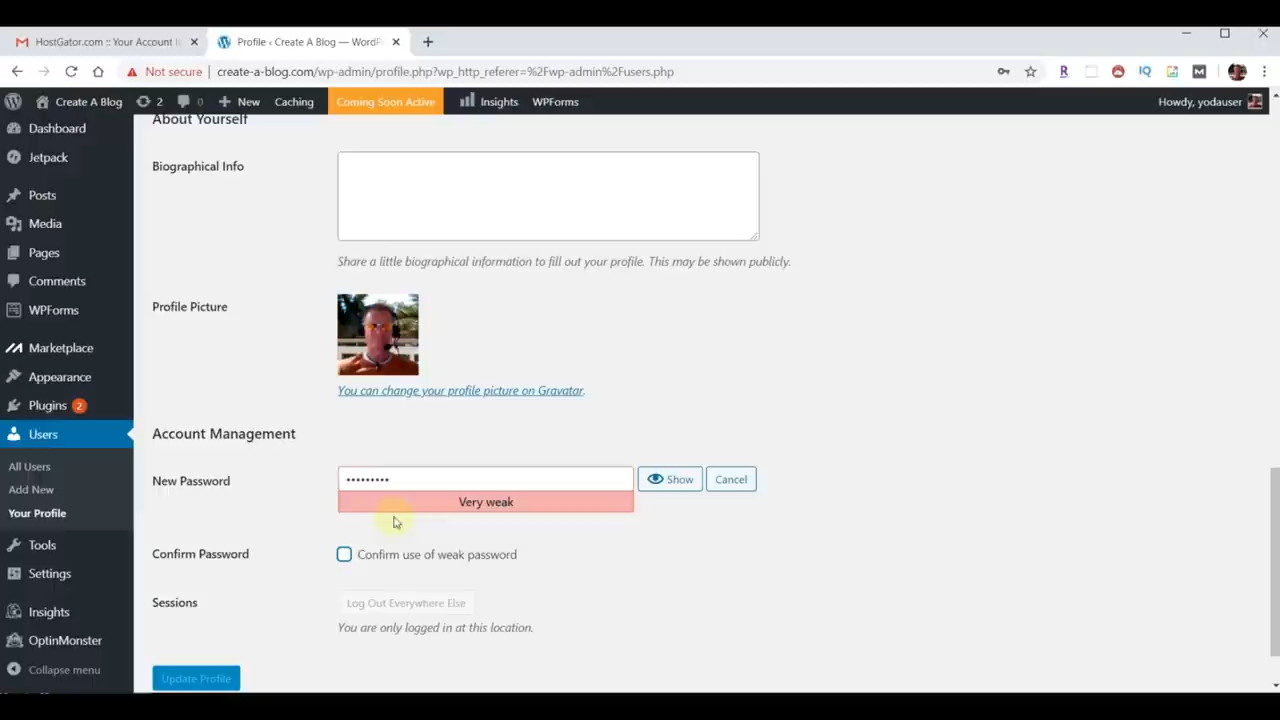 HostGator.com :: Your Account I
Profile ‹ Create A Blog — WordPr
Not secure
create-a-blog.com/wp-admin/profile.php?wp_http_referer=%2Fwp-admin%2Fusers.php
Create A Blog
2
0
New
Caching
Coming Soon Active
Insights
WPForms
Howdy, yodauser
Dashboard
Jetpack
Posts
Media
Pages
Comments
WPForms
Marketplace
Appearance
Plugins 2
Users
All Users
Add New
Your Profile
Tools
Settings
Insights
OptinMonster
Collapse menu
About Yourself
Biographical Info
Share a little biographical information to fill out your profile. This may be shown publicly.
Profile Picture
You can change your profile picture on Gravatar.
Account Management
New Password
•••••••••
Show
Cancel
Very weak
Confirm Password
Confirm use of weak password
Sessions
Log Out Everywhere Else
You are only logged in at this location.
Update Profile